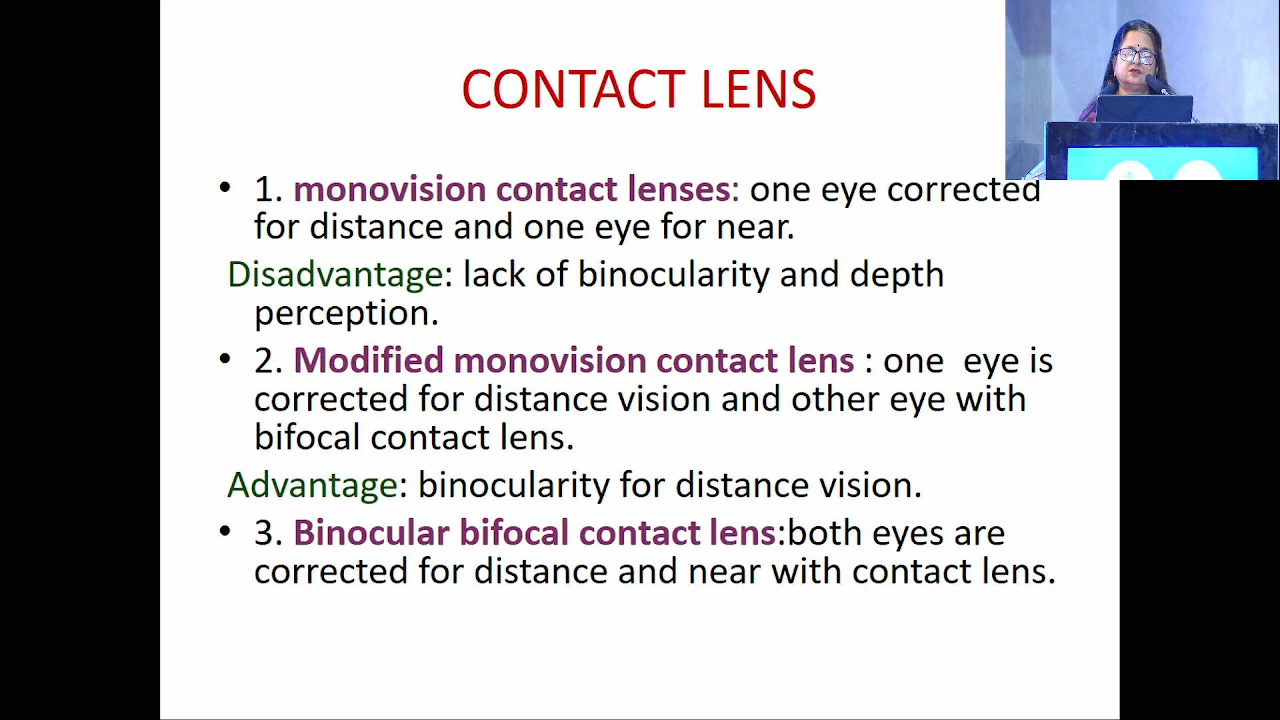 CONTACT LENS
• 1. monovision contact lenses: one eye corrected
for distance and one eye for near.
Disadvantage: lack of binocularity and depth
perception.
• 2. Modified monovision contact lens : one  eye is
corrected for distance vision and other eye with
bifocal contact lens.
Advantage: binocularity for distance vision.
• 3. Binocular bifocal contact lens:both eyes are
corrected for distance and near with contact lens.